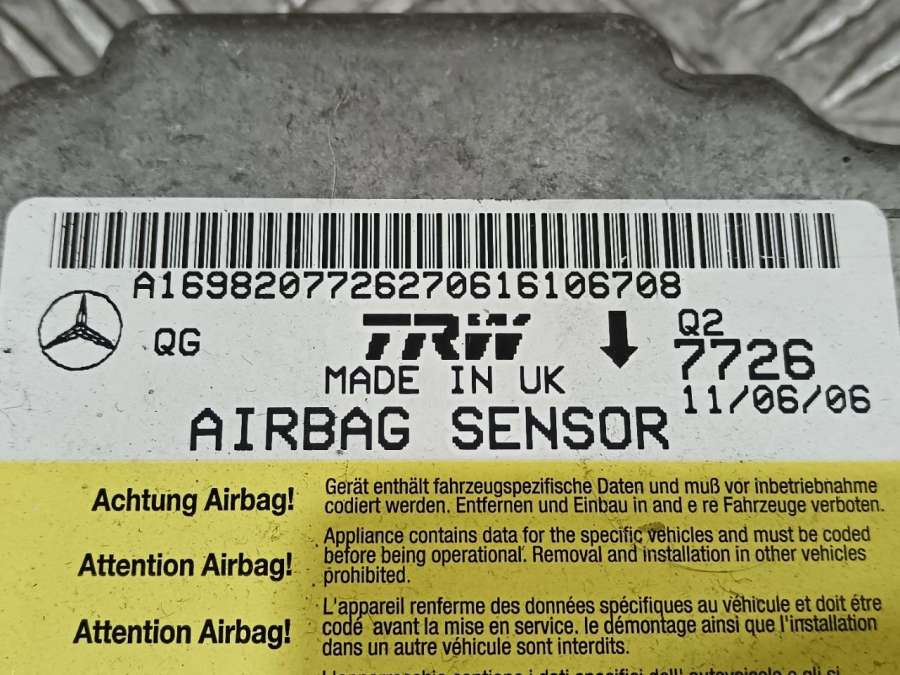 A1698207726270616106708
QG
TRW
Q2
7726
MADE IN UK
11/06/06
AIRBAG SENSOR
Achtung Airbag!
Gerät enthält fahrzeugspezifische Daten und muß vor inbetriebnahme
codiert werden. Entfernen und Einbau in and e re Fahrzeuge verboten.
Attention Airbag!
Appliance contains data for the specific vehicles and must be coded
before being operational. Removal and installation in other vehicles
prohibited.
Attention Airbag!
L'appareil renferme des données spécifiques au véhicule et doit étre
codé avant la mise en service. le démontage ainsi que l'installation
dans un autre véhicule sont interdits.